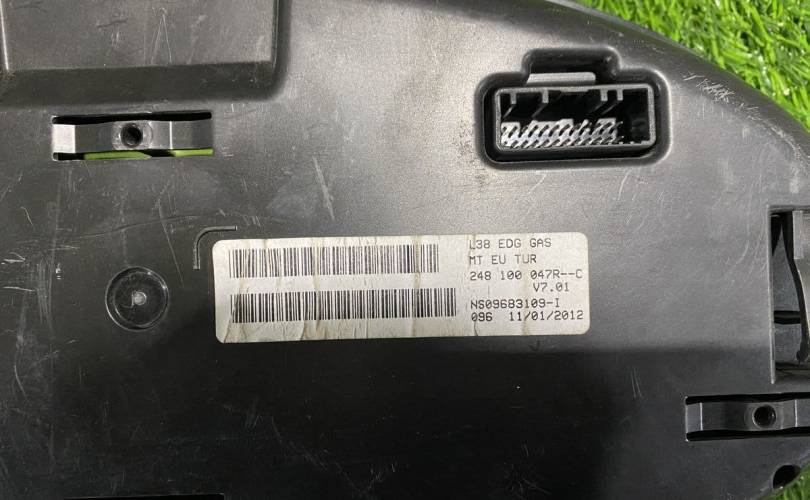 L38 EDG GAS
MT EU TUR
248 100 047R--C
V7.01
NS09683109-I
096 11/01/2012